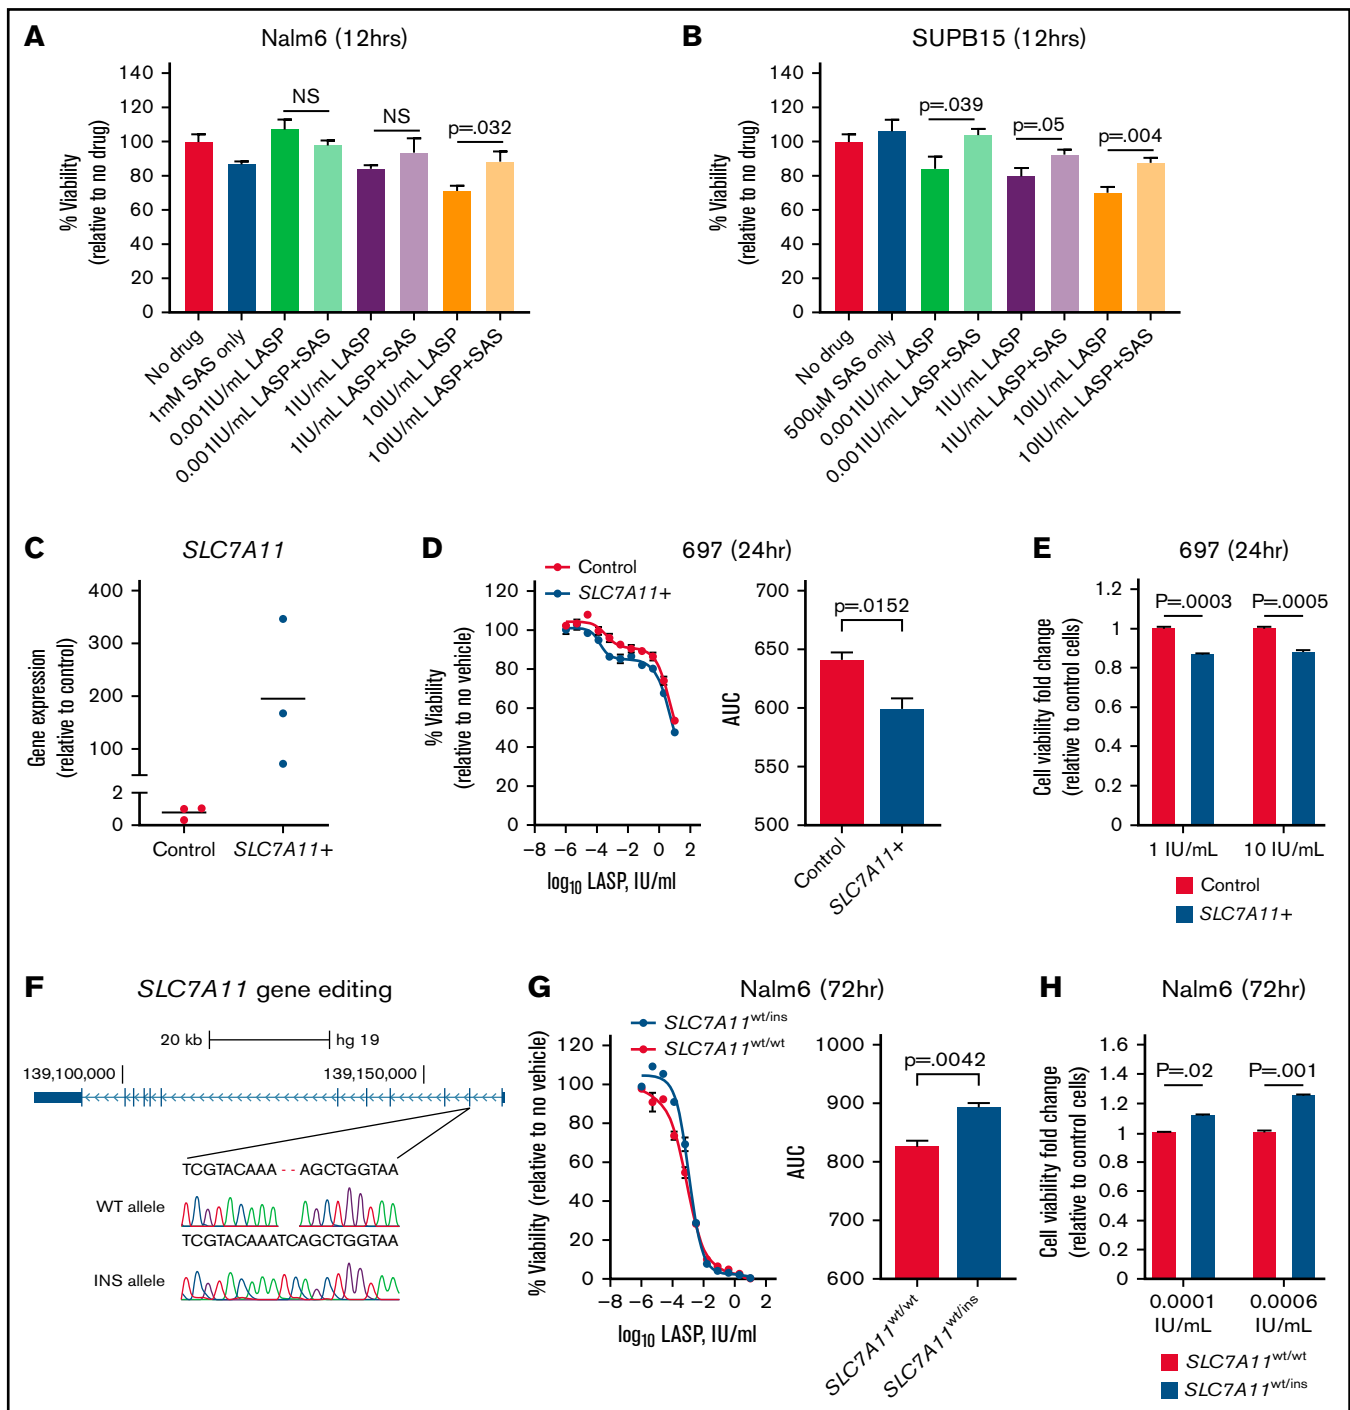 A
Nalm6 (12hrs)
% Viability
(relative to no drug)
140
120
100
80
60
40
20
0
NS
NS
p=.032
No drug
1mM SAS only
0.001IU/mL LASP
0.001IU/mL LASP+SAS
1IU/mL LASP
1IU/mL LASP+SAS
10IU/mL LASP
10IU/mL LASP+SAS
B
SUPB15 (12hrs)
% Viability
(relative to no drug)
140
120
100
80
60
40
20
0
p=.039
p=.05
p=.004
No drug
500μM SAS only
0.001IU/mL LASP
0.001IU/mL LASP+SAS
1IU/mL LASP
1IU/mL LASP+SAS
10IU/mL LASP
10IU/mL LASP+SAS
C
SLC7A11
Gene expression
(relative to control)
400
300
200
100
2
0
Control
SLC7A11+
D
697 (24hr)
Control
SLC7A11+
% Viability
(relative to no vehicle)
120
100
80
60
40
20
0
−8 −6 −4 −2 0 2
log10 LASP, IU/ml
AUC
700
650
600
550
500
p=.0152
Control
SLC7A11+
E
697 (24hr)
Cell viability fold change
(relative to control cells)
1.2
1
0.8
0.6
0.4
0.2
0
P=.0003
P=.0005
1 IU/mL
10 IU/mL
Control
SLC7A11+
F
SLC7A11 gene editing
20 kb
hg 19
139,100,000
139,150,000
TCGTACAAA - - AGCTGGTAA
WT allele
TCGTACAAATCAGCTGGTAA
INS allele
G
Nalm6 (72hr)
SLC7A11wt/ins
SLC7A11wt/wt
% Viability (relative to no vehicle)
120
100
80
60
40
20
0
−8 −6 −4 −2 0 2
log10 LASP, IU/ml
AUC
1000
900
800
700
600
p=.0042
SLC7A11wt/wt
SLC7A11wt/ins
H
Nalm6 (72hr)
Cell viability fold change
(relative to control cells)
1.6
1.4
1.2
1
0.8
0.6
0.4
0.2
0
P=.02
P=.001
0.0001
IU/mL
0.0006
IU/mL
SLC7A11wt/wt
SLC7A11wt/ins